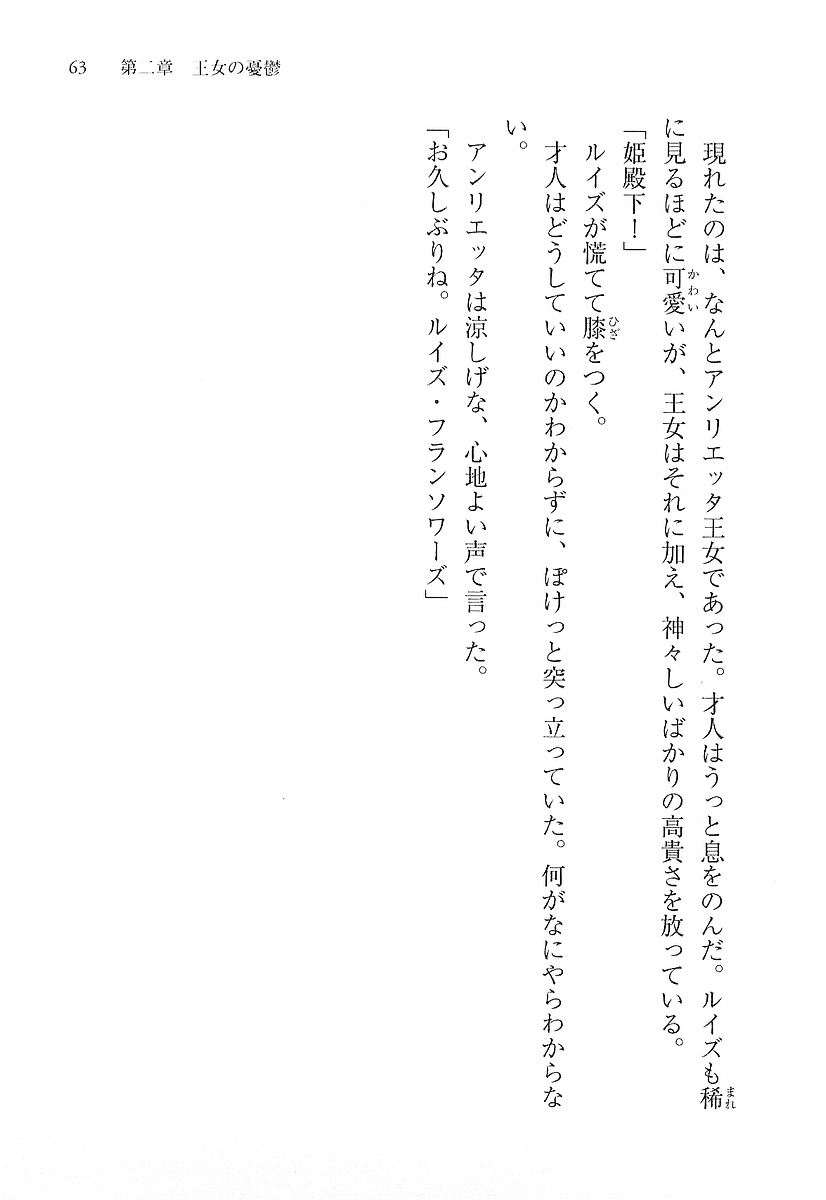 63　第二章　王女の憂鬱
　現れたのは、なんとアンリエッタ王女であった。才人はうっと息をのんだ。ルイズも稀
に見るほどに可愛いが、王女はそれに加え、神々しいばかりの高貴さを放っている。
「姫殿下！」
　ルイズが慌てて膝をつく。
　才人はどうしていいのかわからずに、ぽけっと突っ立っていた。何がなにやらわからな
い。
　アンリエッタは涼しげな、心地よい声で言った。
「お久しぶりね。ルイズ・フランソワーズ」